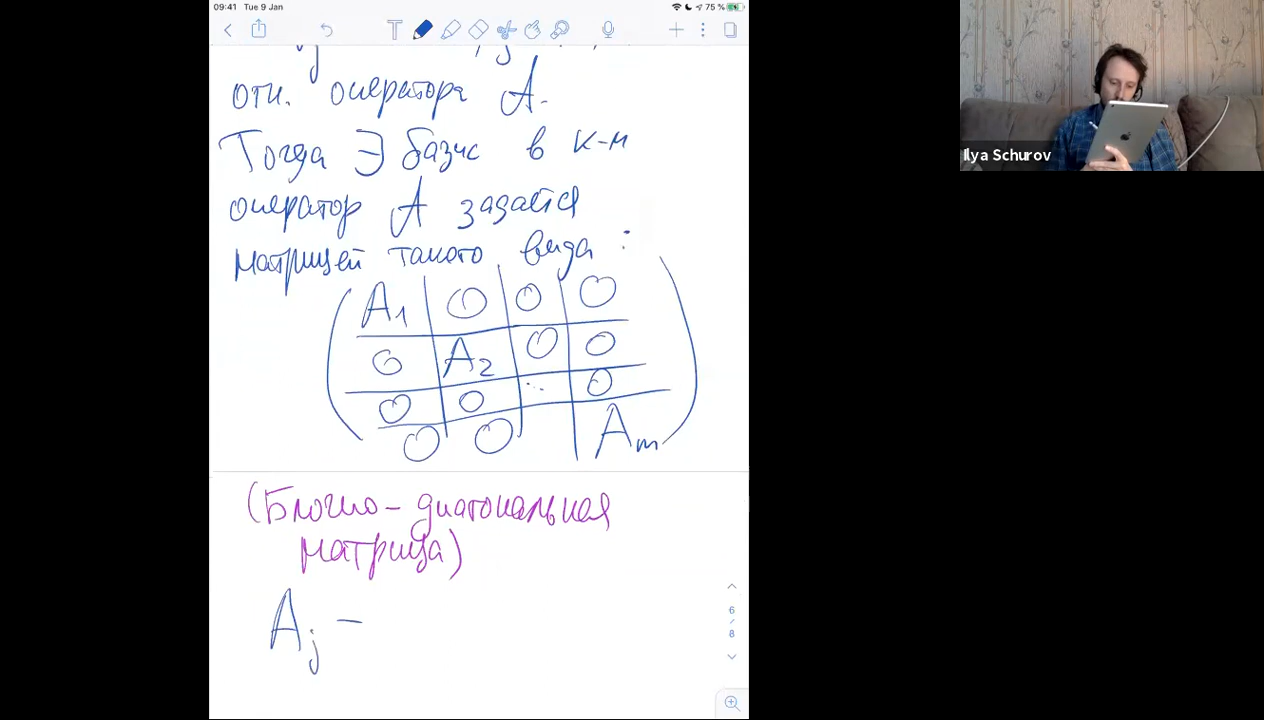 09:41 Tue 9 Jan
75 %
T
отн. оператора A.
Тогда ∃ базис в к-м
оператор A задаётся
матрицей такого вида :
A₁ 0 0 0
0 A₂ 0 0
0 0 ⋱ 0
0 0 Aₘ
(Блочно-диагональная
матрица)
Aⱼ –
6
/
8
Ilya Schurov